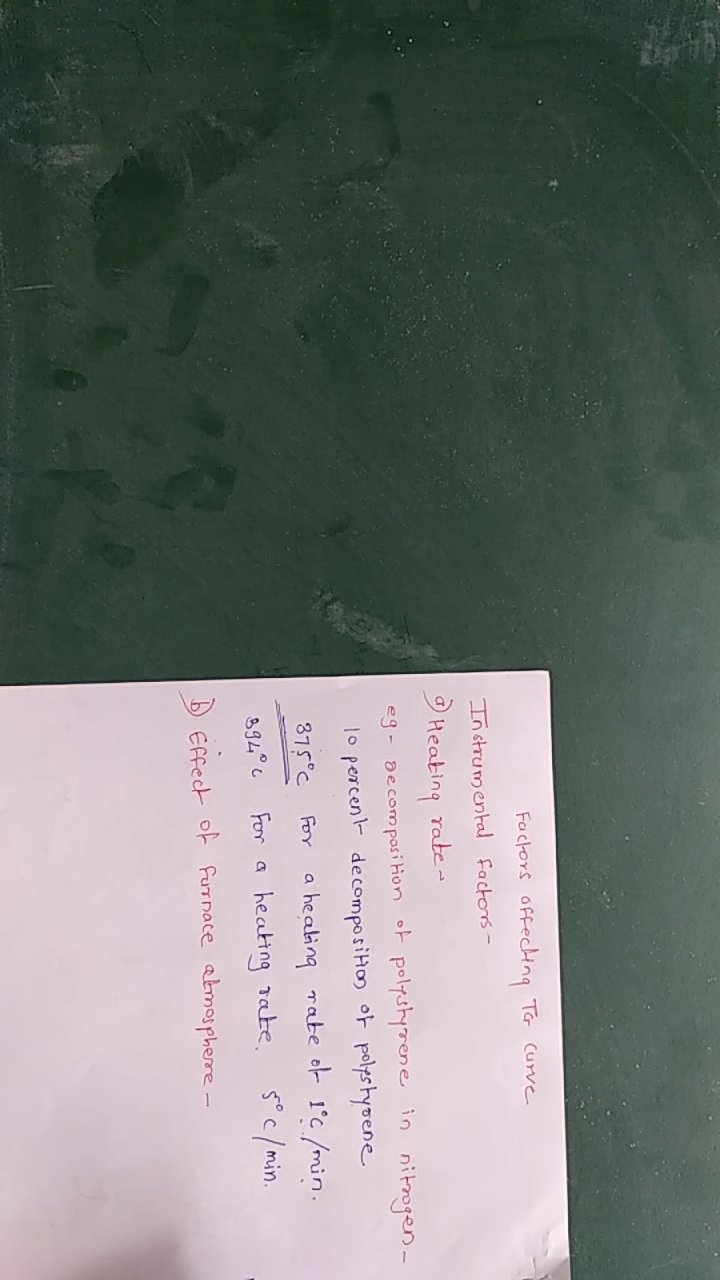 Factors affecting TG curve
Instrumental factors-
a) Heating rate-
eg- decomposition of polystyrene in nitrogen-
10 percent decomposition of polystyrene
375°C for a heating rate of 1°C/min.
394°C for a heating rate. 5°C/min.
b) Effect of furnace atmosphere-